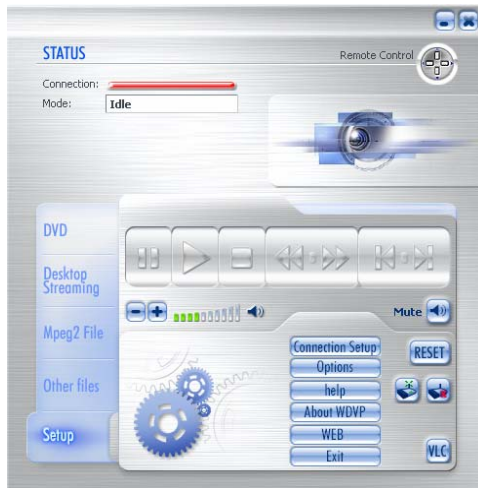 STATUS
Remote Control
Connection:
Mode: Idle
DVD
Desktop
Streaming
Mpeg2 File
Other files
Setup
Mute
Connection Setup
Options
help
About WDVP
WEB
Exit
RESET
VLC